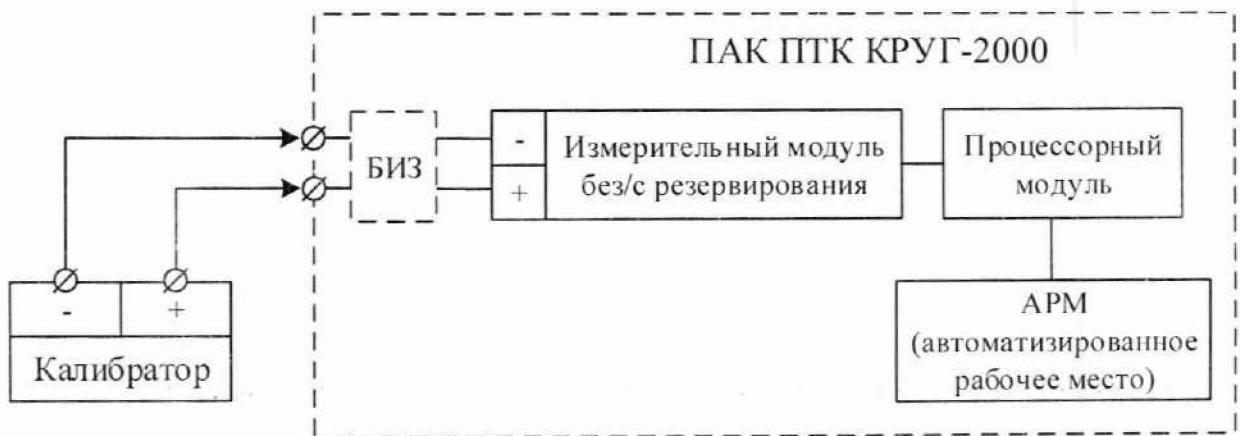 ПАК ПТК КРУГ-2000
БИЗ
-
+
Измерительный модуль
без/с резервирования
Процессорный
модуль
- +
Калибратор
АРМ
(автоматизированное
рабочее место)